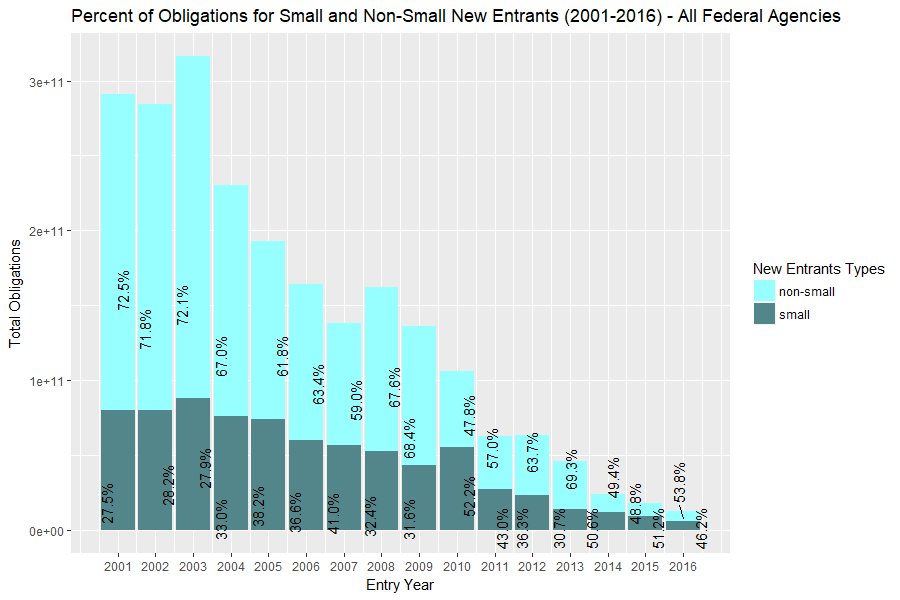 Percent of Obligations for Small and Non-Small New Entrants (2001-2016) - All Federal Agencies
Total Obligations
3e+11
2e+11
1e+11
0e+00
72.5%
71.8%
72.1%
67.0%
61.8%
63.4%
59.0%
67.6%
68.4%
47.8%
57.0%
63.7%
69.3%
49.4%
48.8%
53.8%
27.5%
28.2%
27.9%
33.0%
38.2%
36.6%
41.0%
32.4%
31.6%
52.2%
43.0%
36.3%
30.7%
50.6%
51.2%
46.2%
2001 2002 2003 2004 2005 2006 2007 2008 2009 2010 2011 2012 2013 2014 2015 2016
Entry Year
New Entrants Types
non-small
small